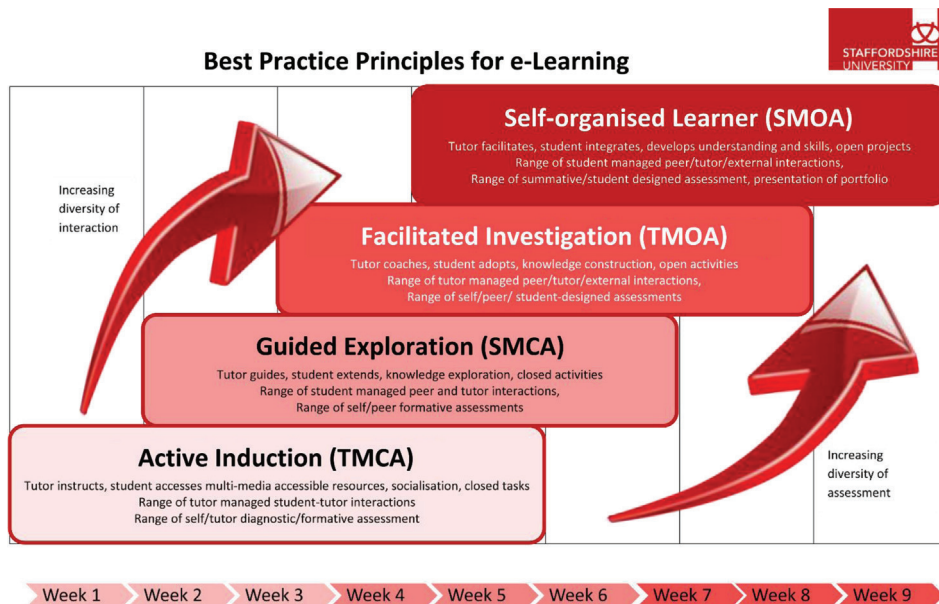 STAFFORDSHIRE
UNIVERSITY
Best Practice Principles for e-Learning
Self-organised Learner (SMOA)
Tutor facilitates, student integrates, develops understanding and skills, open projects
Range of student managed peer/tutor/external interactions,
Range of summative/student designed assessment, presentation of portfolio
Increasing
diversity of
interaction
Facilitated Investigation (TMOA)
Tutor coaches, student adopts, knowledge construction, open activities
Range of tutor managed peer/tutor/external interactions,
Range of self/peer/ student-designed assessments
Guided Exploration (SMCA)
Tutor guides, student extends, knowledge exploration, closed activities
Range of student managed peer and tutor interactions,
Range of self/peer formative assessments
Active Induction (TMCA)
Tutor instructs, student accesses multi-media accessible resources, socialisation, closed tasks
Range of tutor managed student-tutor interactions
Range of self/tutor diagnostic/formative assessment
Increasing
diversity of
assessment
Week 1 Week 2 Week 3 Week 4 Week 5 Week 6 Week 7 Week 8 Week 9